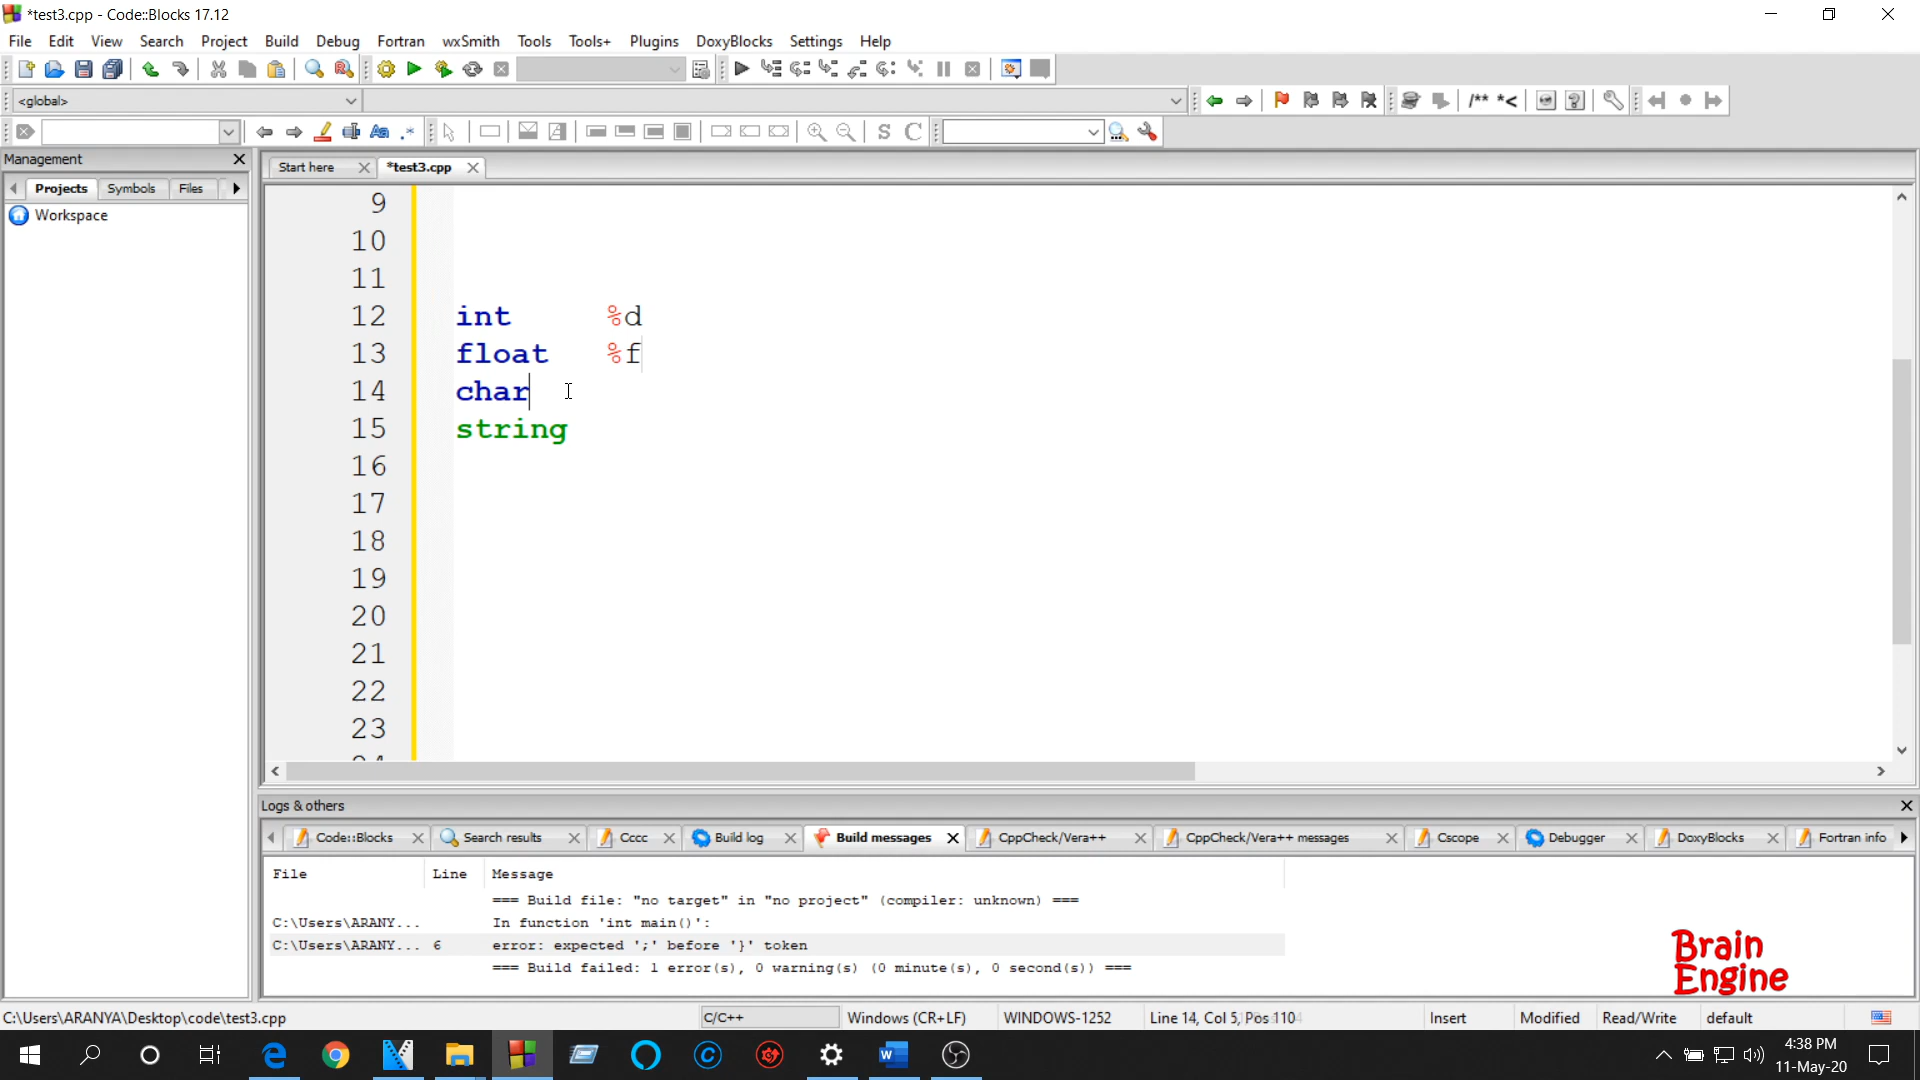 *test3.cpp - Code::Blocks 17.12
File Edit View Search Project Build Debug Fortran wxSmith Tools Tools+ Plugins DoxyBlocks Settings Help
<global>
/** *<
S C
Management
Projects Symbols Files
Workspace
Start here *test3.cpp
9
10
11
12 int %d
13 float %f
14 char
15 string
16
17
18
19
20
21
22
23
Logs & others
Code::Blocks Search results Cccc Build log Build messages CppCheck/Vera++ CppCheck/Vera++ messages Cscope Debugger DoxyBlocks Fortran info
File Line Message
=== Build file: "no target" in "no project" (compiler: unknown) ===
C:\Users\ARANY... In function 'int main()':
C:\Users\ARANY... 6 error: expected ';' before '}' token
=== Build failed: 1 error(s), 0 warning(s) (0 minute(s), 0 second(s)) ===
Brain
Engine
C:\Users\ARANYA\Desktop\code\test3.cpp C/C++ Windows (CR+LF) WINDOWS-1252 Line 14, Col 5, Pos 110 Insert Modified Read/Write default
4:38 PM
11-May-20